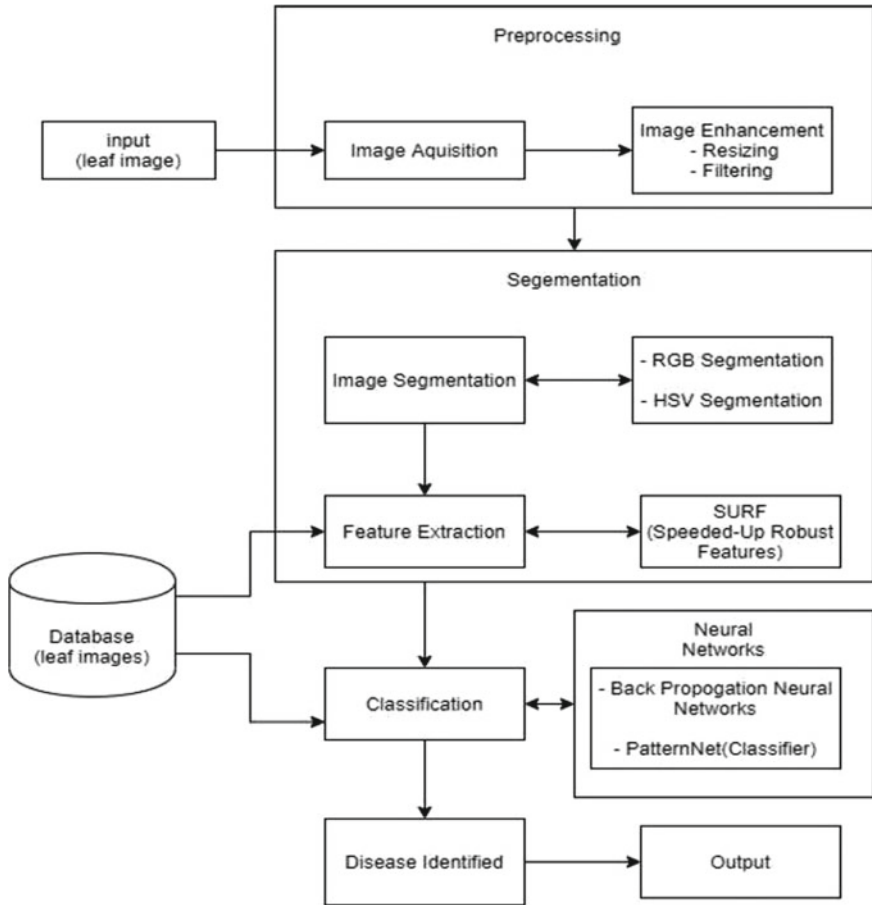 Preprocessing
input
(leaf image)
Image Aquisition
Image Enhancement
- Resizing
- Filtering
Segementation
Image Segmentation
- RGB Segmentation
- HSV Segmentation
Feature Extraction
SURF
(Speeded-Up Robust
Features)
Database
(leaf images)
Neural
Networks
Classification
- Back Propogation Neural
Networks
- PatternNet(Classifier)
Disease Identified
Output